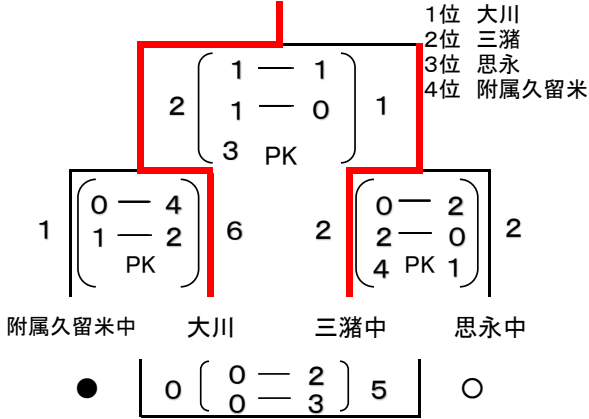 1位 大川
2位 三潴
3位 思永
4位 附属久留米
1 — 1
2 1 — 0 1
3 PK
0 — 4 0 — 2
1 1 — 2 6 2 2 — 0 2
PK 4 PK 1
附属久留米中 大川 三潴中 思永中
● 0 0 — 2 5 ○
0 — 3